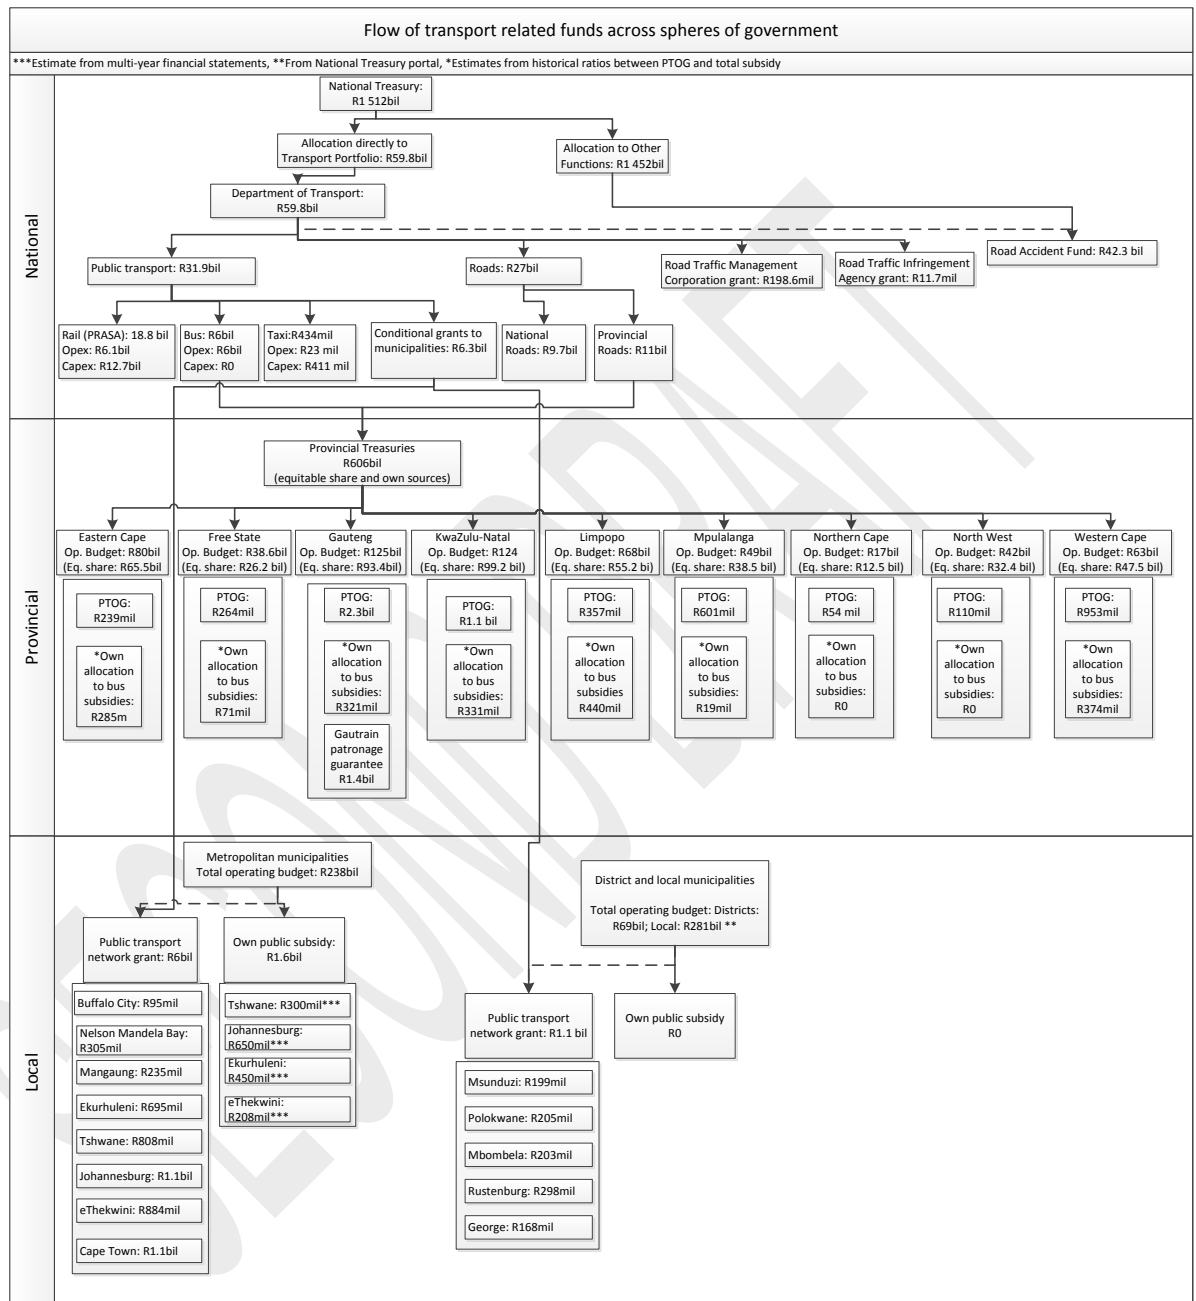 Flow of transport related funds across spheres of government
***Estimate from multi-year financial statements, **From National Treasury portal, *Estimates from historical ratios between PTOG and total subsidy
National
National Treasury:
R1 512bil
Allocation directly to
Transport Portfolio: R59.8bil
Allocation to Other
Functions: R1 452bil
Department of Transport:
R59.8bil
Public transport: R31.9bil
Roads: R27bil
Road Traffic Management
Corporation grant: R198.6mil
Road Traffic Infringement
Agency grant: R11.7mil
Road Accident Fund: R42.3 bil
Rail (PRASA): 18.8 bil
Opex: R6.1bil
Capex: R12.7bil
Bus: R6bil
Opex: R6bil
Capex: R0
Taxi:R434mil
Opex: R23 mil
Capex: R411 mil
Conditional grants to
municipalities: R6.3bil
National
Roads: R9.7bil
Provincial
Roads: R11bil
Provincial
Provincial Treasuries
R606bil
(equitable share and own sources)
Eastern Cape
Op. Budget: R80bil
(Eq. share: R65.5bil
Free State
Op. Budget: R38.6bil
(Eq. share: R26.2 bil)
Gauteng
Op. Budget: R125bil
(Eq. share: R93.4bil)
KwaZulu-Natal
Op. Budget: R124
(Eq. share: R99.2 bil)
Limpopo
Op. Budget: R68bil
(Eq. share: R55.2 bi)
Mpulalanga
Op. Budget: R49bil
(Eq. share: R38.5 bil)
Northern Cape
Op. Budget: R17bil
(Eq. share: R12.5 bil)
North West
Op. Budget: R42bil
(Eq. share: R32.4 bil)
Western Cape
Op. Budget: R63bil
(Eq. share: R47.5 bil)
PTOG:
R239mil
*Own
allocation
to bus
subsidies:
R285m
PTOG:
R264mil
*Own
allocation
to bus
subsidies:
R71mil
PTOG:
R2.3bil
*Own
allocation
to bus
subsidies:
R321mil
Gautrain
patronage
guarantee
R1.4bil
PTOG:
R1.1 bil
*Own
allocation
to bus
subsidies:
R331mil
PTOG:
R357mil
*Own
allocation
to bus
subsidies
R440mil
PTOG:
R601mil
*Own
allocation
to bus
subsidies:
R19mil
PTOG:
R54 mil
*Own
allocation
to bus
subsidies:
R0
PTOG:
R110mil
*Own
allocation
to bus
subsidies:
R0
PTOG:
R953mil
*Own
allocation
to bus
subsidies:
R374mil
Local
Metropolitan municipalities
Total operating budget: R238bil
District and local municipalities
Total operating budget: Districts:
R69bil; Local: R281bil **
Public transport
network grant: R6bil
Own public subsidy:
R1.6bil
Buffalo City: R95mil
Nelson Mandela Bay:
R305mil
Mangaung: R235mil
Ekurhuleni: R695mil
Tshwane: R808mil
Johannesburg: R1.1bil
eThekwini: R884mil
Cape Town: R1.1bil
Tshwane: R300mil***
Johannesburg:
R650mil***
Ekurhuleni:
R450mil***
eThekwini:
R208mil***
Public transport
network grant: R1.1 bil
Own public subsidy
R0
Msunduzi: R199mil
Polokwane: R205mil
Mbombela: R203mil
Rustenburg: R298mil
George: R168mil
SECOND DRAFT